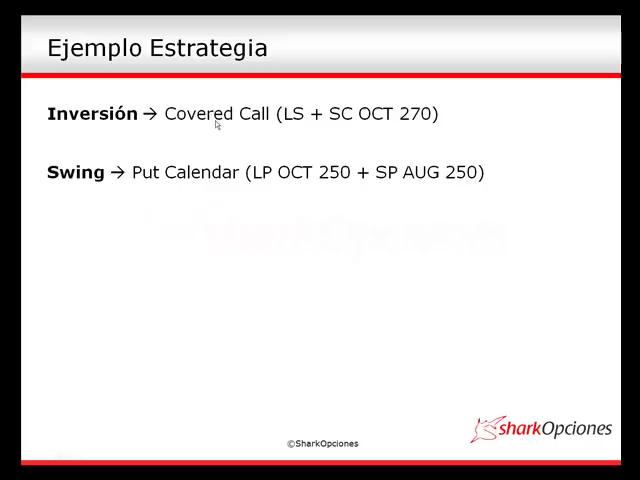 Ejemplo Estrategia
Inversión → Covered Call (LS + SC OCT 270)
Swing → Put Calendar (LP OCT 250 + SP AUG 250)
sharkOpciones
©SharkOpciones